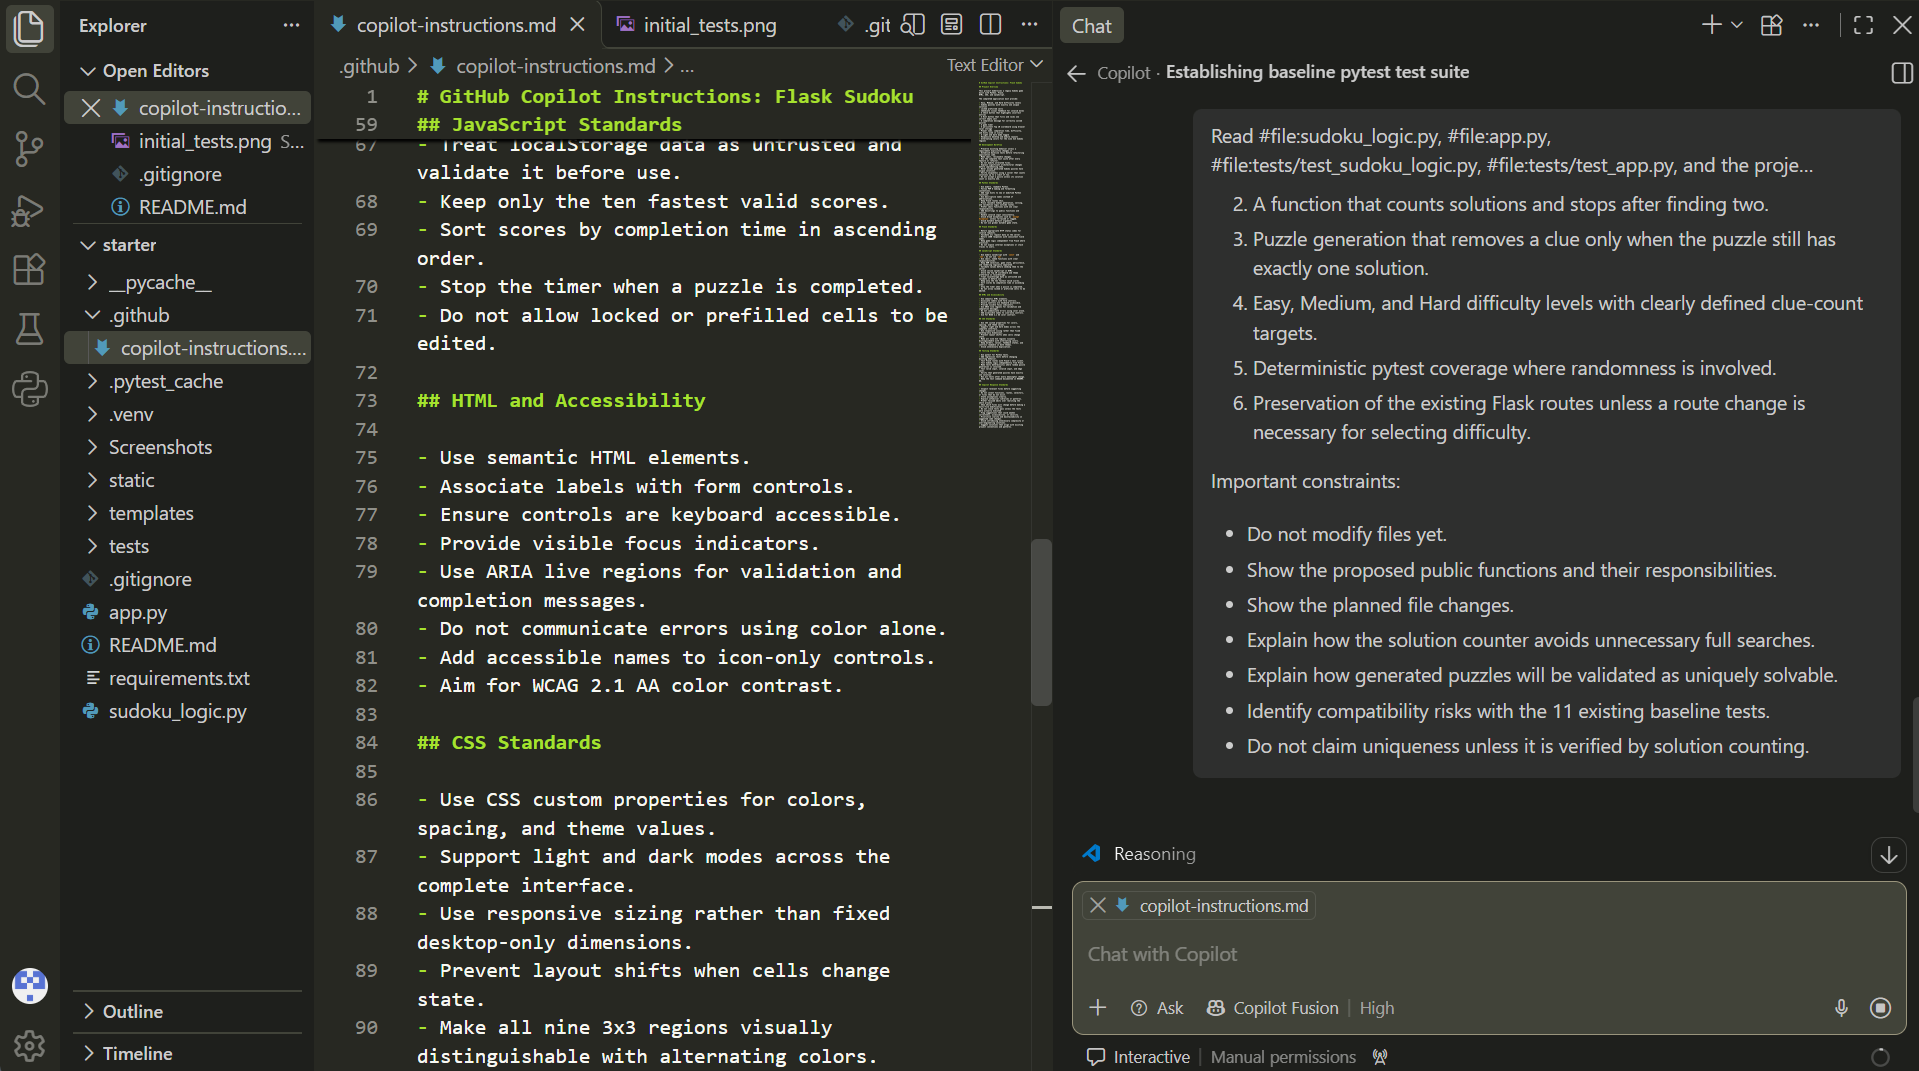 Explorer
Open Editors
copilot-instructio...
initial_tests.png S...
.gitignore
README.md
starter
__pycache__
.github
copilot-instructions....
.pytest_cache
.venv
Screenshots
static
templates
tests
.gitignore
app.py
README.md
requirements.txt
sudoku_logic.py
Outline
Timeline
copilot-instructions.md
initial_tests.png
.git
.github > copilot-instructions.md > ...
Text Editor
1 # GitHub Copilot Instructions: Flask Sudoku
59 ## JavaScript Standards
67 - Treat localStorage data as untrusted and
validate it before use.
68 - Keep only the ten fastest valid scores.
69 - Sort scores by completion time in ascending
order.
70 - Stop the timer when a puzzle is completed.
71 - Do not allow locked or prefilled cells to be
edited.
72
73 ## HTML and Accessibility
74
75 - Use semantic HTML elements.
76 - Associate labels with form controls.
77 - Ensure controls are keyboard accessible.
78 - Provide visible focus indicators.
79 - Use ARIA live regions for validation and
completion messages.
80 - Do not communicate errors using color alone.
81 - Add accessible names to icon-only controls.
82 - Aim for WCAG 2.1 AA color contrast.
83
84 ## CSS Standards
85
86 - Use CSS custom properties for colors,
spacing, and theme values.
87 - Support light and dark modes across the
complete interface.
88 - Use responsive sizing rather than fixed
desktop-only dimensions.
89 - Prevent layout shifts when cells change
state.
90 - Make all nine 3x3 regions visually
distinguishable with alternating colors.
Chat
Copilot · Establishing baseline pytest test suite
Read #file:sudoku_logic.py, #file:app.py,
#file:tests/test_sudoku_logic.py, #file:tests/test_app.py, and the proje...
2. A function that counts solutions and stops after finding two.
3. Puzzle generation that removes a clue only when the puzzle still has
exactly one solution.
4. Easy, Medium, and Hard difficulty levels with clearly defined clue-count
targets.
5. Deterministic pytest coverage where randomness is involved.
6. Preservation of the existing Flask routes unless a route change is
necessary for selecting difficulty.
Important constraints:
• Do not modify files yet.
• Show the proposed public functions and their responsibilities.
• Show the planned file changes.
• Explain how the solution counter avoids unnecessary full searches.
• Explain how generated puzzles will be validated as uniquely solvable.
• Identify compatibility risks with the 11 existing baseline tests.
• Do not claim uniqueness unless it is verified by solution counting.
Reasoning
copilot-instructions.md
Chat with Copilot
Ask Copilot Fusion | High
Interactive | Manual permissions